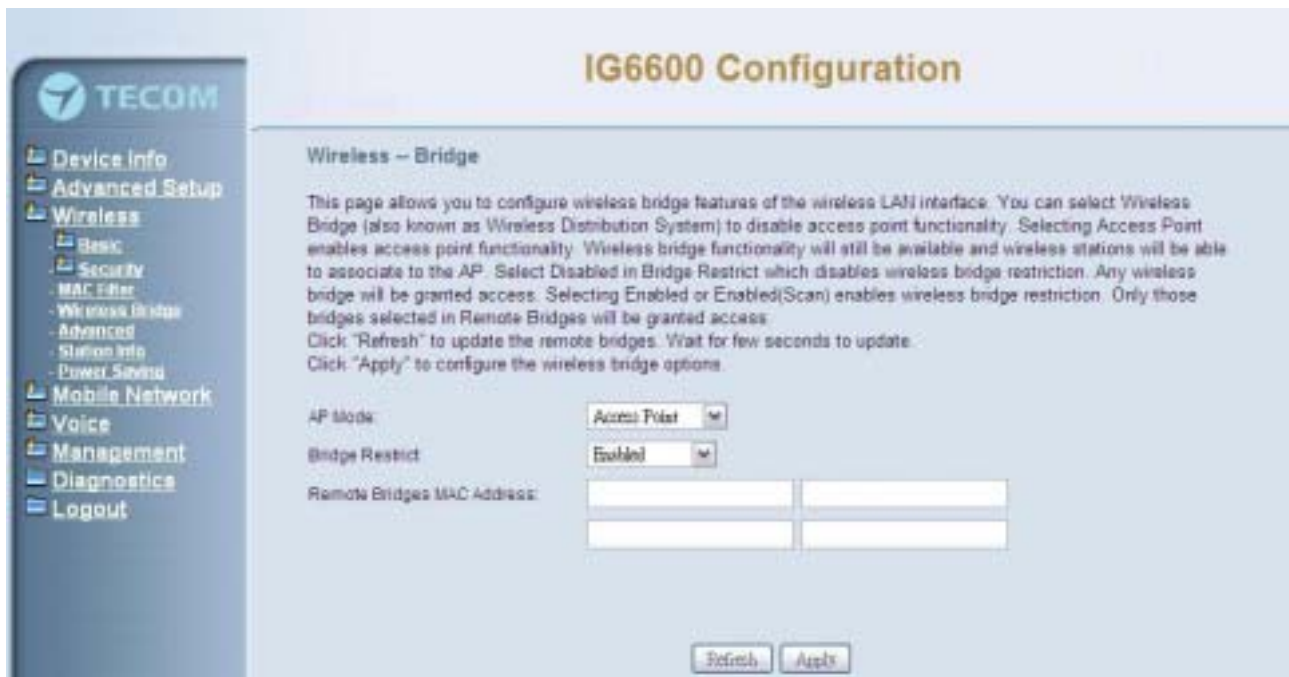 IG6600 Configuration
TECOM
Device Info
Advanced Setup
Wireless
Basic
Security
MAC Filter
Wireless Bridge
Advanced
Station Info
Power Saving
Mobile Network
Voice
Management
Diagnostics
Logout
Wireless -- Bridge
This page allows you to configure wireless bridge features of the wireless LAN interface. You can select Wireless
Bridge (also known as Wireless Distribution System) to disable access point functionality. Selecting Access Point
enables access point functionality. Wireless bridge functionality will still be available and wireless stations will be able
to associate to the AP. Select Disabled in Bridge Restrict which disables wireless bridge restriction. Any wireless
bridge will be granted access. Selecting Enabled or Enabled(Scan) enables wireless bridge restriction. Only those
bridges selected in Remote Bridges will be granted access.
Click "Refresh" to update the remote bridges. Wait for few seconds to update.
Click "Apply" to configure the wireless bridge options.
AP Mode: Access Point
Bridge Restrict: Enabled
Remote Bridges MAC Address:
Refresh Apply